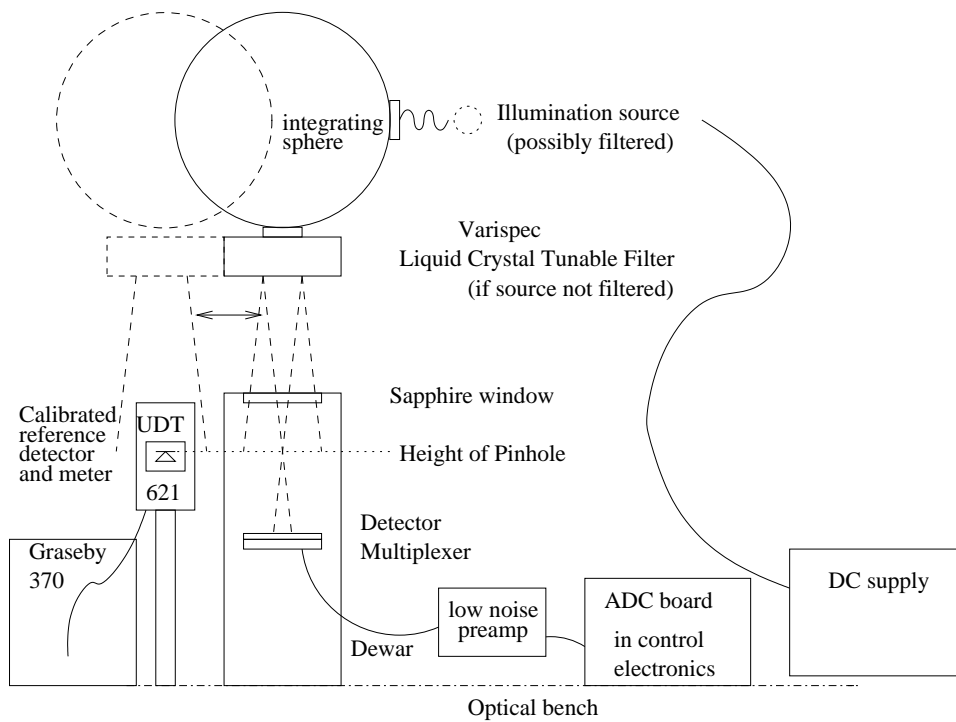 integrating
sphere
Illumination source
(possibly filtered)
Varispec
Liquid Crystal Tunable Filter
(if source not filtered)
Sapphire window
Calibrated
reference
detector
and meter
UDT
621
Height of Pinhole
Detector
Multiplexer
Graseby
370
low noise
preamp
Dewar
ADC board
in control
electronics
DC supply
Optical bench